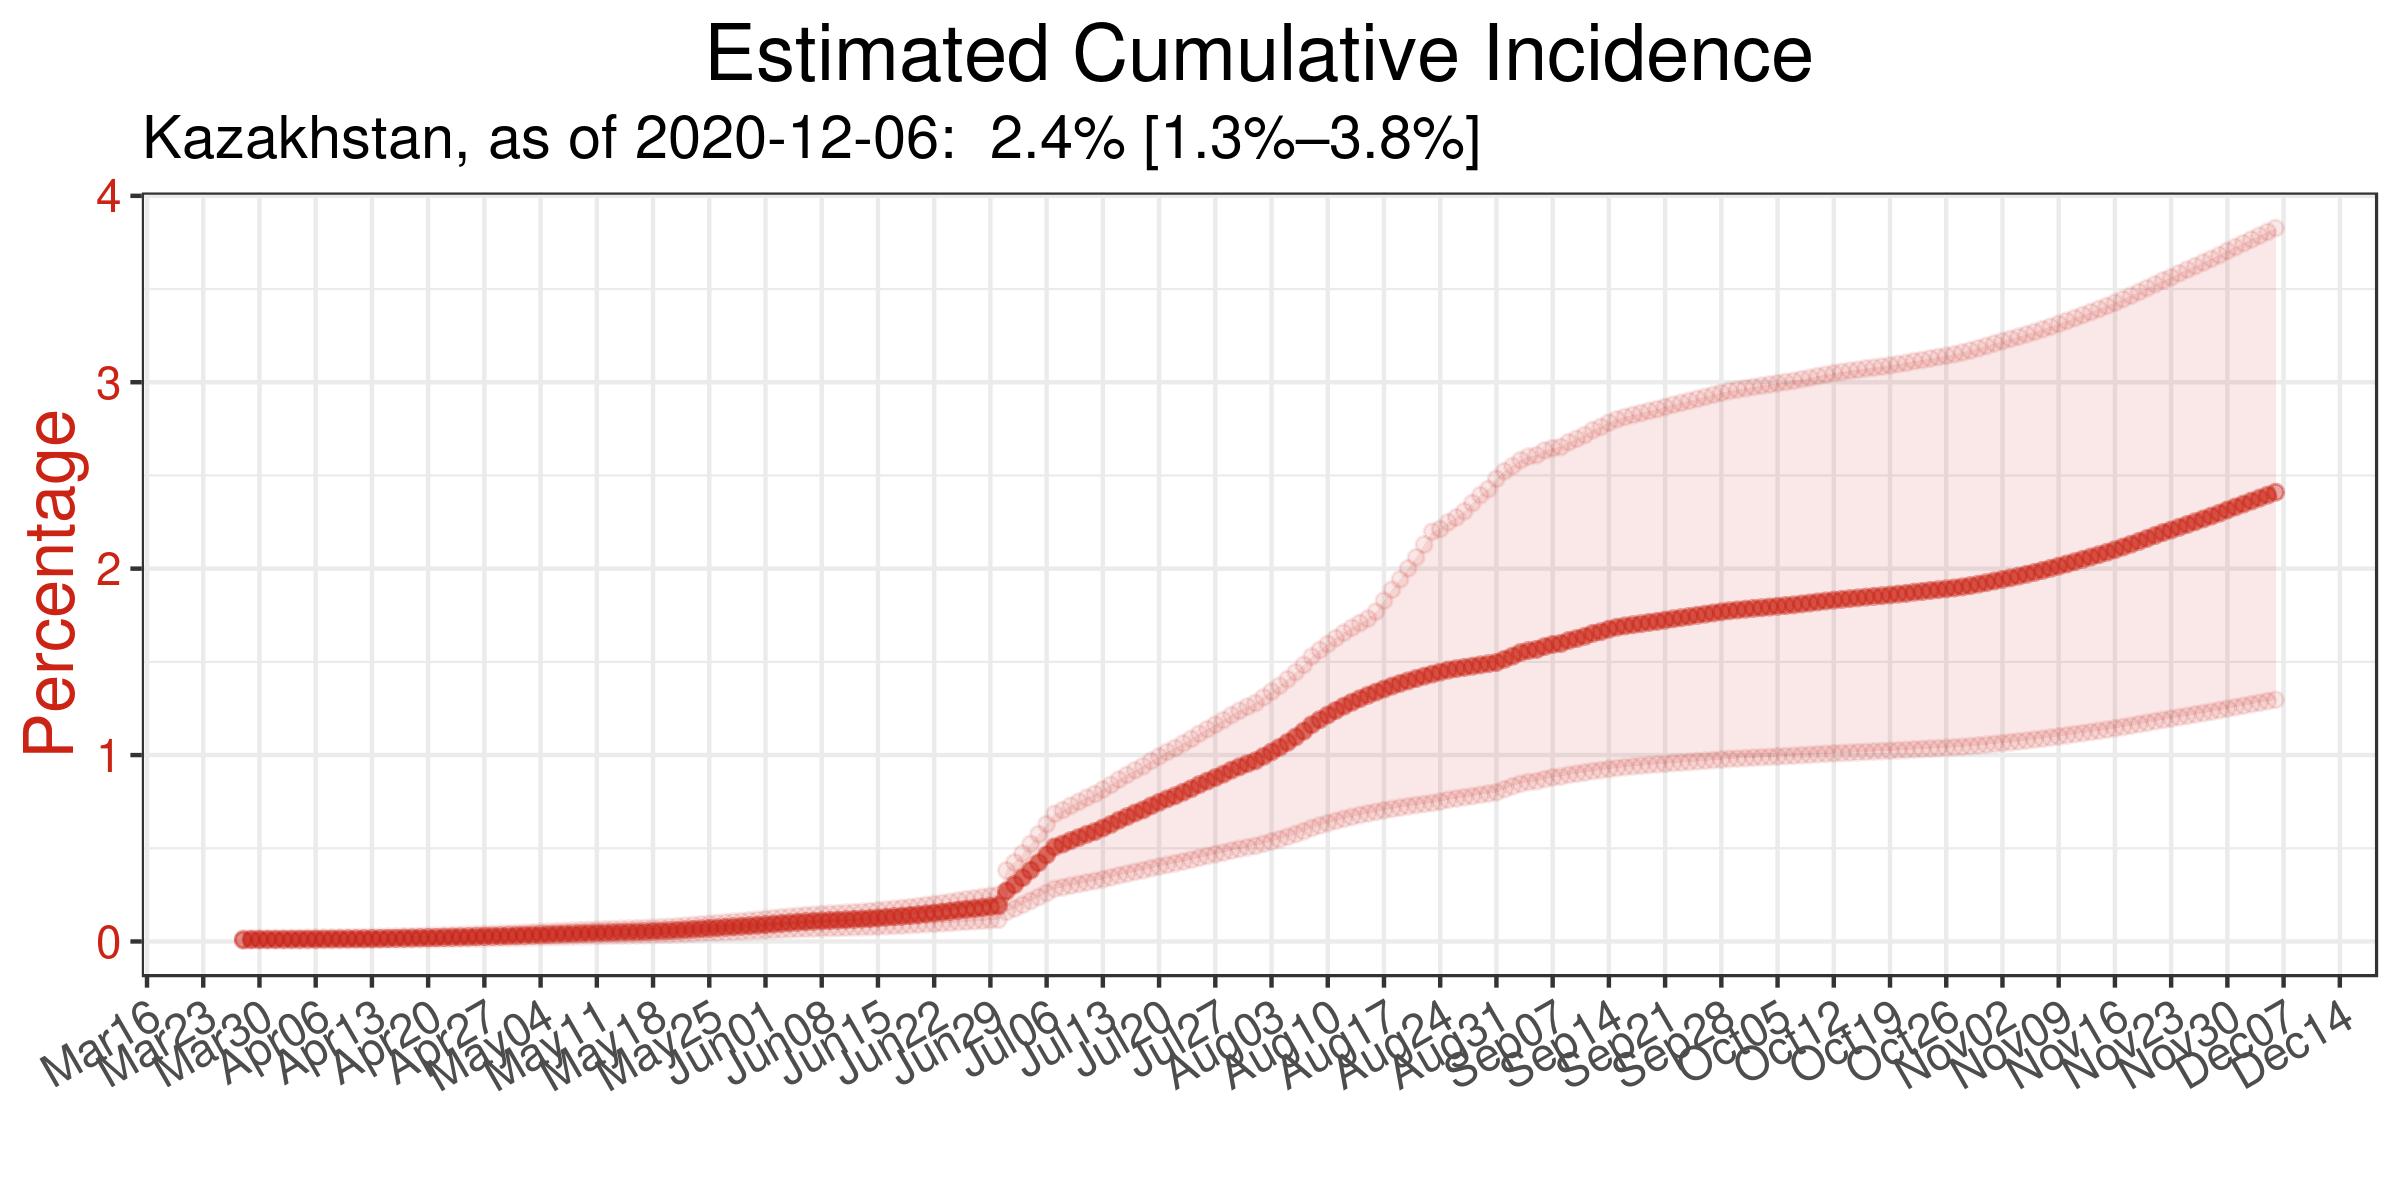 Estimated Cumulative Incidence
Kazakhstan, as of 2020-12-06:  2.4% [1.3%–3.8%]
Percentage
4
3
2
1
0
Mar16
Mar23
Mar30
Apr06
Apr13
Apr20
Apr27
May04
May11
May18
May25
Jun01
Jun08
Jun15
Jun22
Jun29
Jul06
Jul13
Jul20
Jul27
Aug03
Aug10
Aug17
Aug24
Aug31
Sep07
Sep14
Sep21
Sep28
Oct05
Oct12
Oct19
Oct26
Nov02
Nov09
Nov16
Nov23
Nov30
Dec07
Dec14